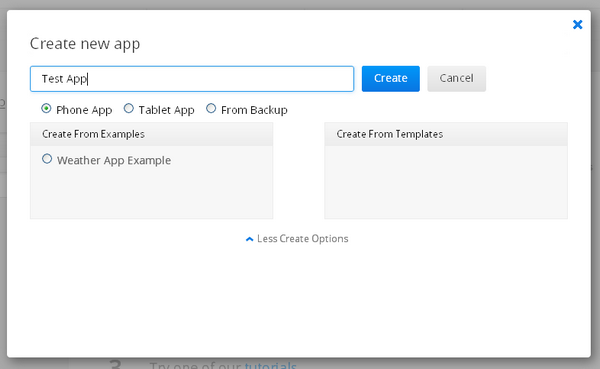 Create new app
Test App
Create
Cancel
Phone App
Tablet App
From Backup
Create From Examples
Create From Templates
Weather App Example
Less Create Options
3 Try one of our tutorials